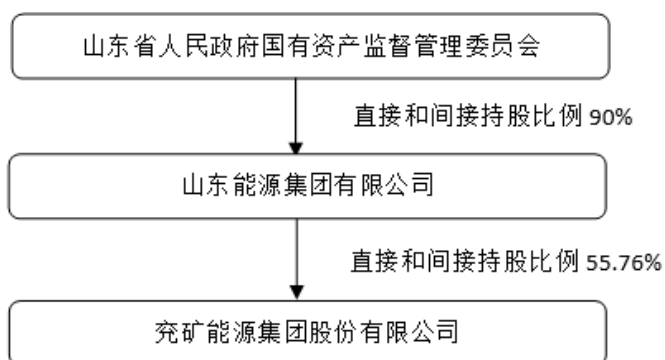 山东省人民政府国有资产监督管理委员会
直接和间接持股比例 90%
山东能源集团有限公司
直接和间接持股比例 55.76%
兖矿能源集团股份有限公司